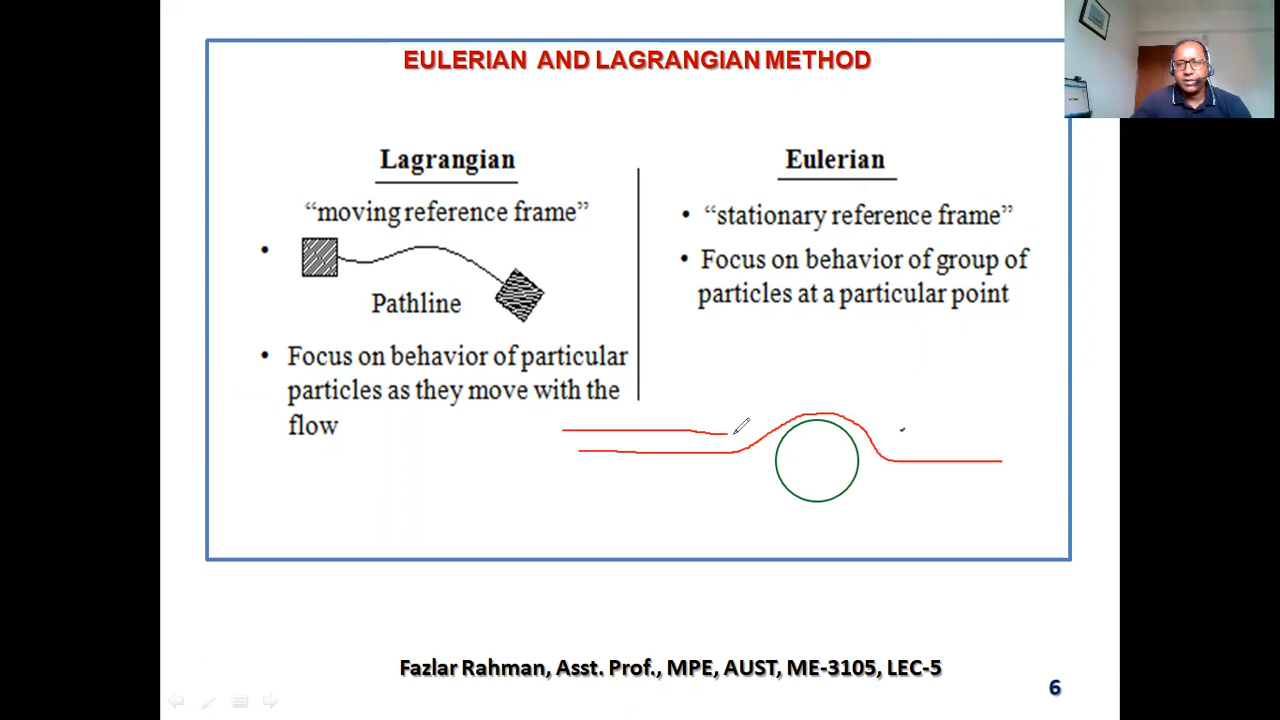 EULERIAN AND LAGRANGIAN METHOD
Lagrangian
“moving reference frame”
•
Pathline
• Focus on behavior of particular
particles as they move with the
flow
Eulerian
• “stationary reference frame”
• Focus on behavior of group of
particles at a particular point
Fazlar Rahman, Asst. Prof., MPE, AUST, ME-3105, LEC-5
6